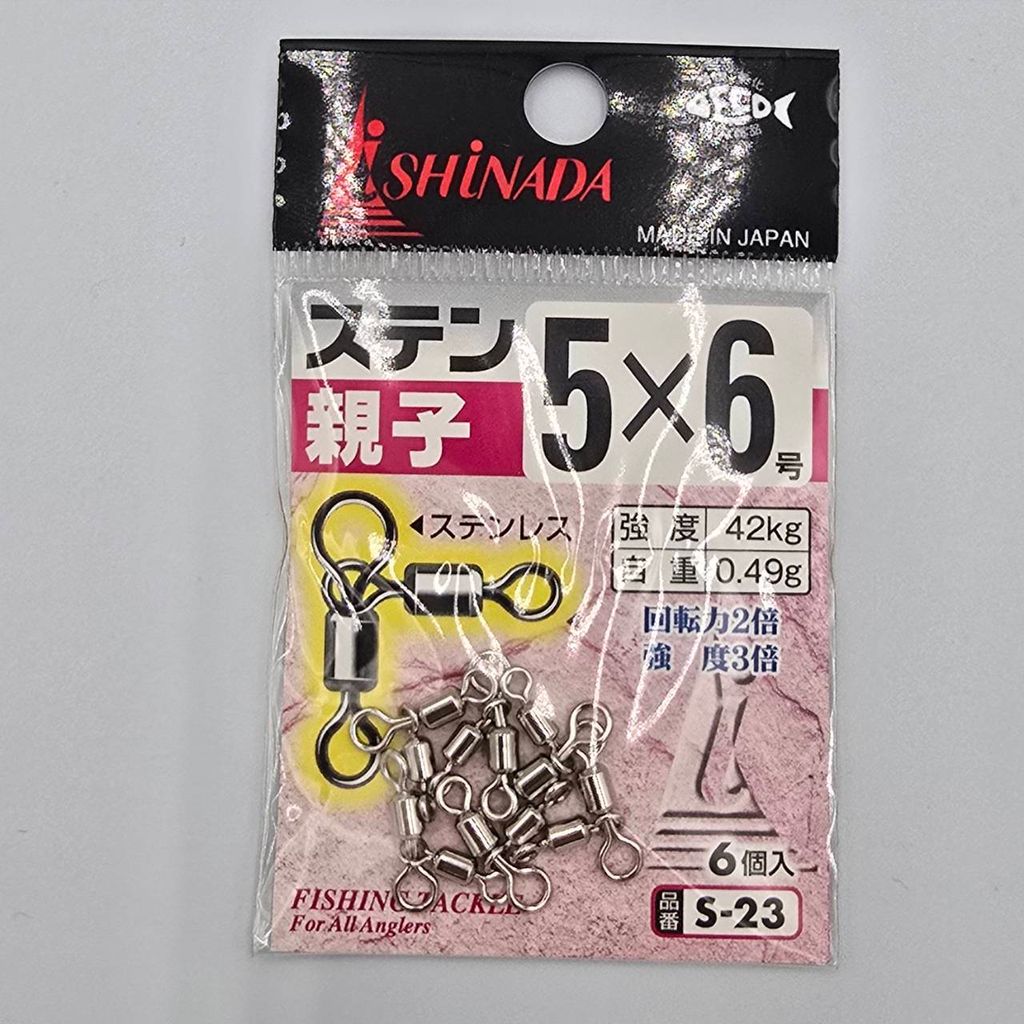 iSHiNADA
MADE IN JAPAN
ステン
親子
5×6号
◀ステンレス
強度 42kg
自重 0.49g
回転力2倍
強 度3倍
6個入
FISHING TACKLE
For All Anglers
品番 S-23